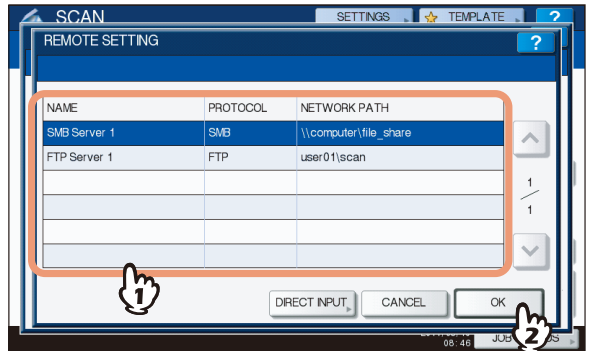 SCAN SETTINGS TEMPLATE ?
REMOTE SETTING ?
NAME PROTOCOL NETWORK PATH
SMB Server 1 SMB \\computer\file_share
FTP Server 1 FTP user01\scan
1
1
1
DIRECT INPUT CANCEL OK
2
08:46 JOB